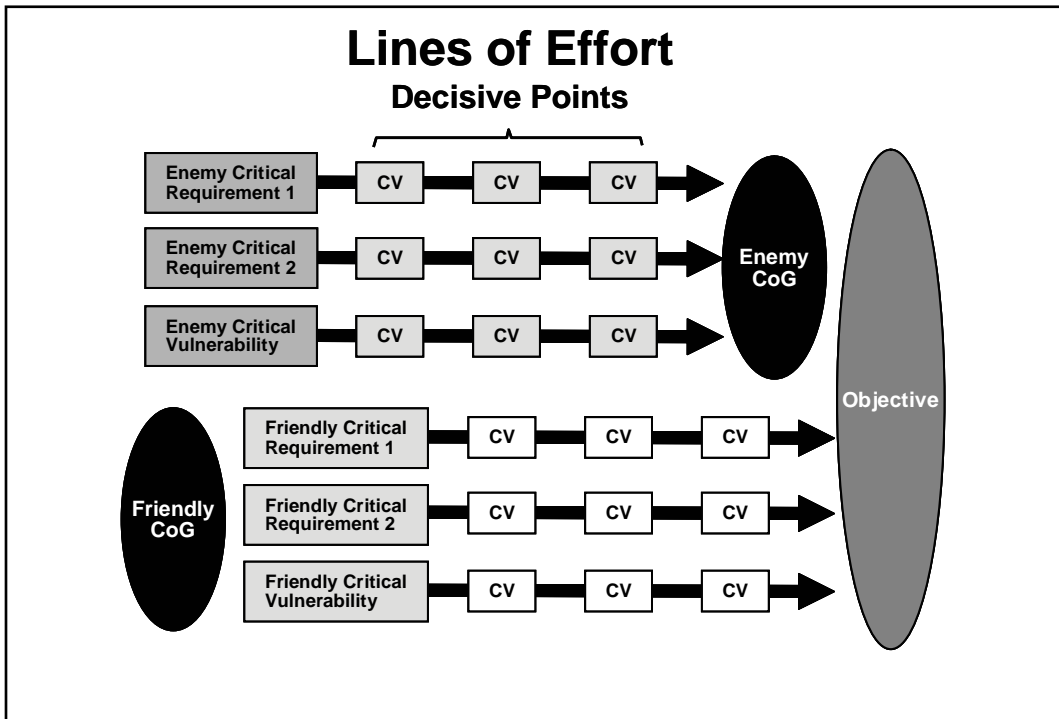 Lines of Effort
Decisive Points
Enemy Critical
Requirement 1
CV
CV
CV
Enemy Critical
Requirement 2
CV
CV
CV
Enemy Critical
Vulnerability
CV
CV
CV
Enemy
CoG
Objective
Friendly
CoG
Friendly Critical
Requirement 1
CV
CV
CV
Friendly Critical
Requirement 2
CV
CV
CV
Friendly Critical
Vulnerability
CV
CV
CV